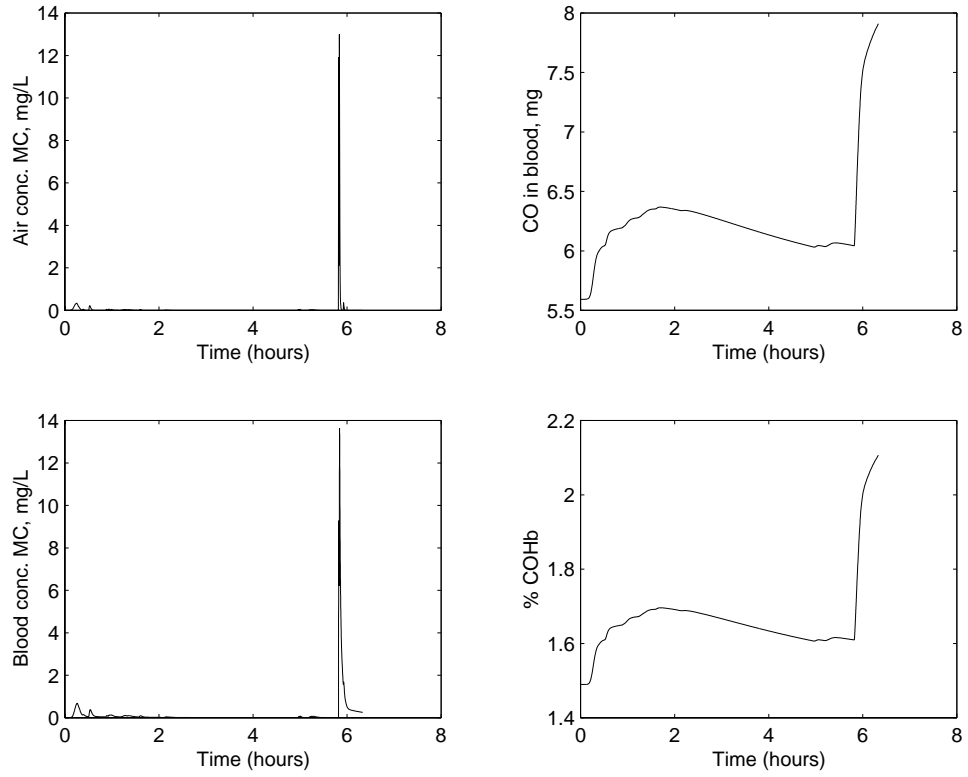 Air conc. MC, mg/L
14
12
10
8
6
4
2
0
0 2 4 6 8
Time (hours)
CO in blood, mg
8
7.5
7
6.5
6
5.5
0 2 4 6 8
Time (hours)
Blood conc. MC, mg/L
14
12
10
8
6
4
2
0
0 2 4 6 8
Time (hours)
% COHb
2.2
2
1.8
1.6
1.4
0 2 4 6 8
Time (hours)